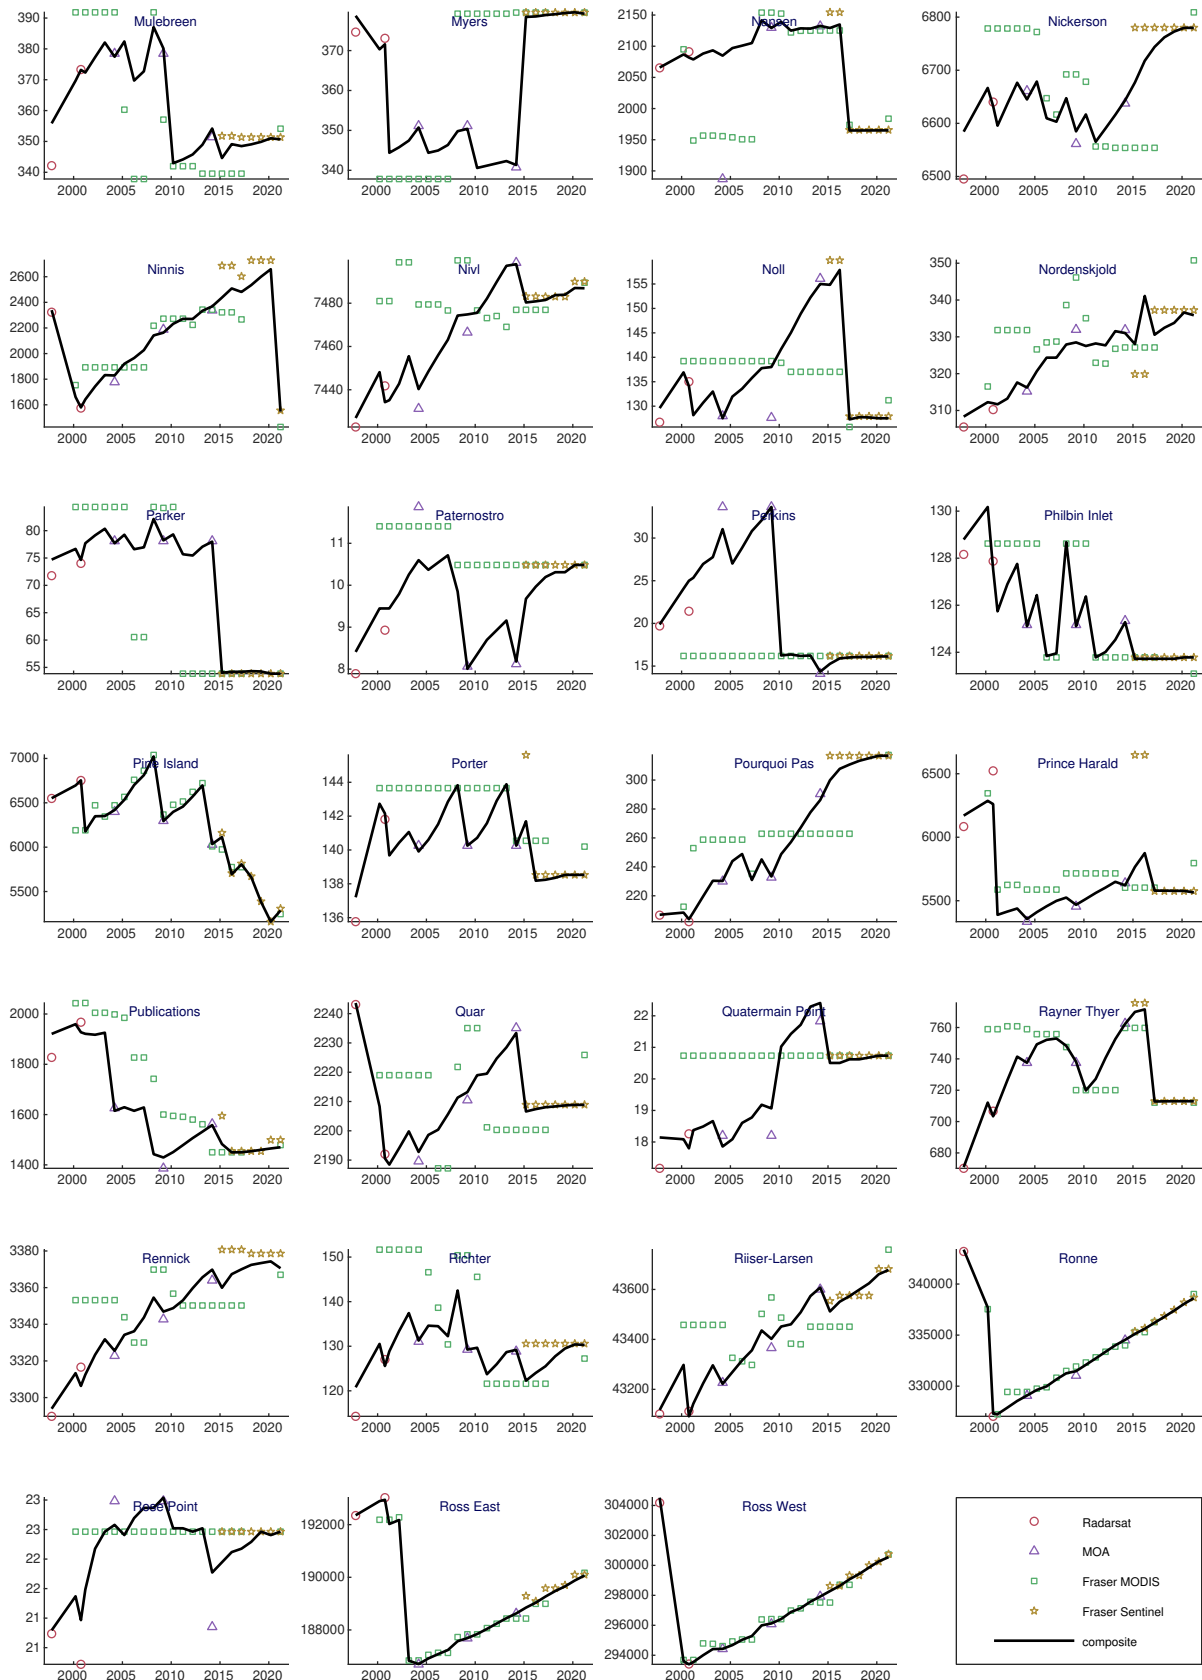 Mulebreen
390
380
370
360
350
340
2000 2005 2010 2015 2020
Myers
370
360
350
340
2000 2005 2010 2015 2020
Nansen
2150
2100
2050
2000
1950
1900
2000 2005 2010 2015 2020
Nickerson
6800
6700
6600
6500
2000 2005 2010 2015 2020
Ninnis
2600
2400
2200
2000
1800
1600
2000 2005 2010 2015 2020
Nivl
7480
7460
7440
2000 2005 2010 2015 2020
Noll
155
150
145
140
135
130
2000 2005 2010 2015 2020
Nordenskjold
350
340
330
320
310
2000 2005 2010 2015 2020
Parker
80
75
70
65
60
55
2000 2005 2010 2015 2020
Paternostro
11
10
9
8
2000 2005 2010 2015 2020
Perkins
30
25
20
15
2000 2005 2010 2015 2020
Philbin Inlet
130
128
126
124
2000 2005 2010 2015 2020
Pine Island
7000
6500
6000
5500
2000 2005 2010 2015 2020
Porter
144
142
140
138
136
2000 2005 2010 2015 2020
Pourquoi Pas
300
280
260
240
220
2000 2005 2010 2015 2020
Prince Harald
6500
6000
5500
2000 2005 2010 2015 2020
Publications
2000
1800
1600
1400
2000 2005 2010 2015 2020
Quar
2240
2230
2220
2210
2200
2190
2000 2005 2010 2015 2020
Quatermain Point
22
21
20
19
18
2000 2005 2010 2015 2020
Rayner Thyer
760
740
720
700
680
2000 2005 2010 2015 2020
Rennick
3380
3360
3340
3320
3300
2000 2005 2010 2015 2020
Richter
150
140
130
120
2000 2005 2010 2015 2020
Riiser-Larsen
43600
43400
43200
2000 2005 2010 2015 2020
Ronne
340000
335000
330000
2000 2005 2010 2015 2020
Rose Point
23
23
22
22
21
21
2000 2005 2010 2015 2020
Ross East
192000
190000
188000
2000 2005 2010 2015 2020
Ross West
304000
302000
300000
298000
296000
294000
2000 2005 2010 2015 2020
Radarsat
MOA
Fraser MODIS
Fraser Sentinel
composite